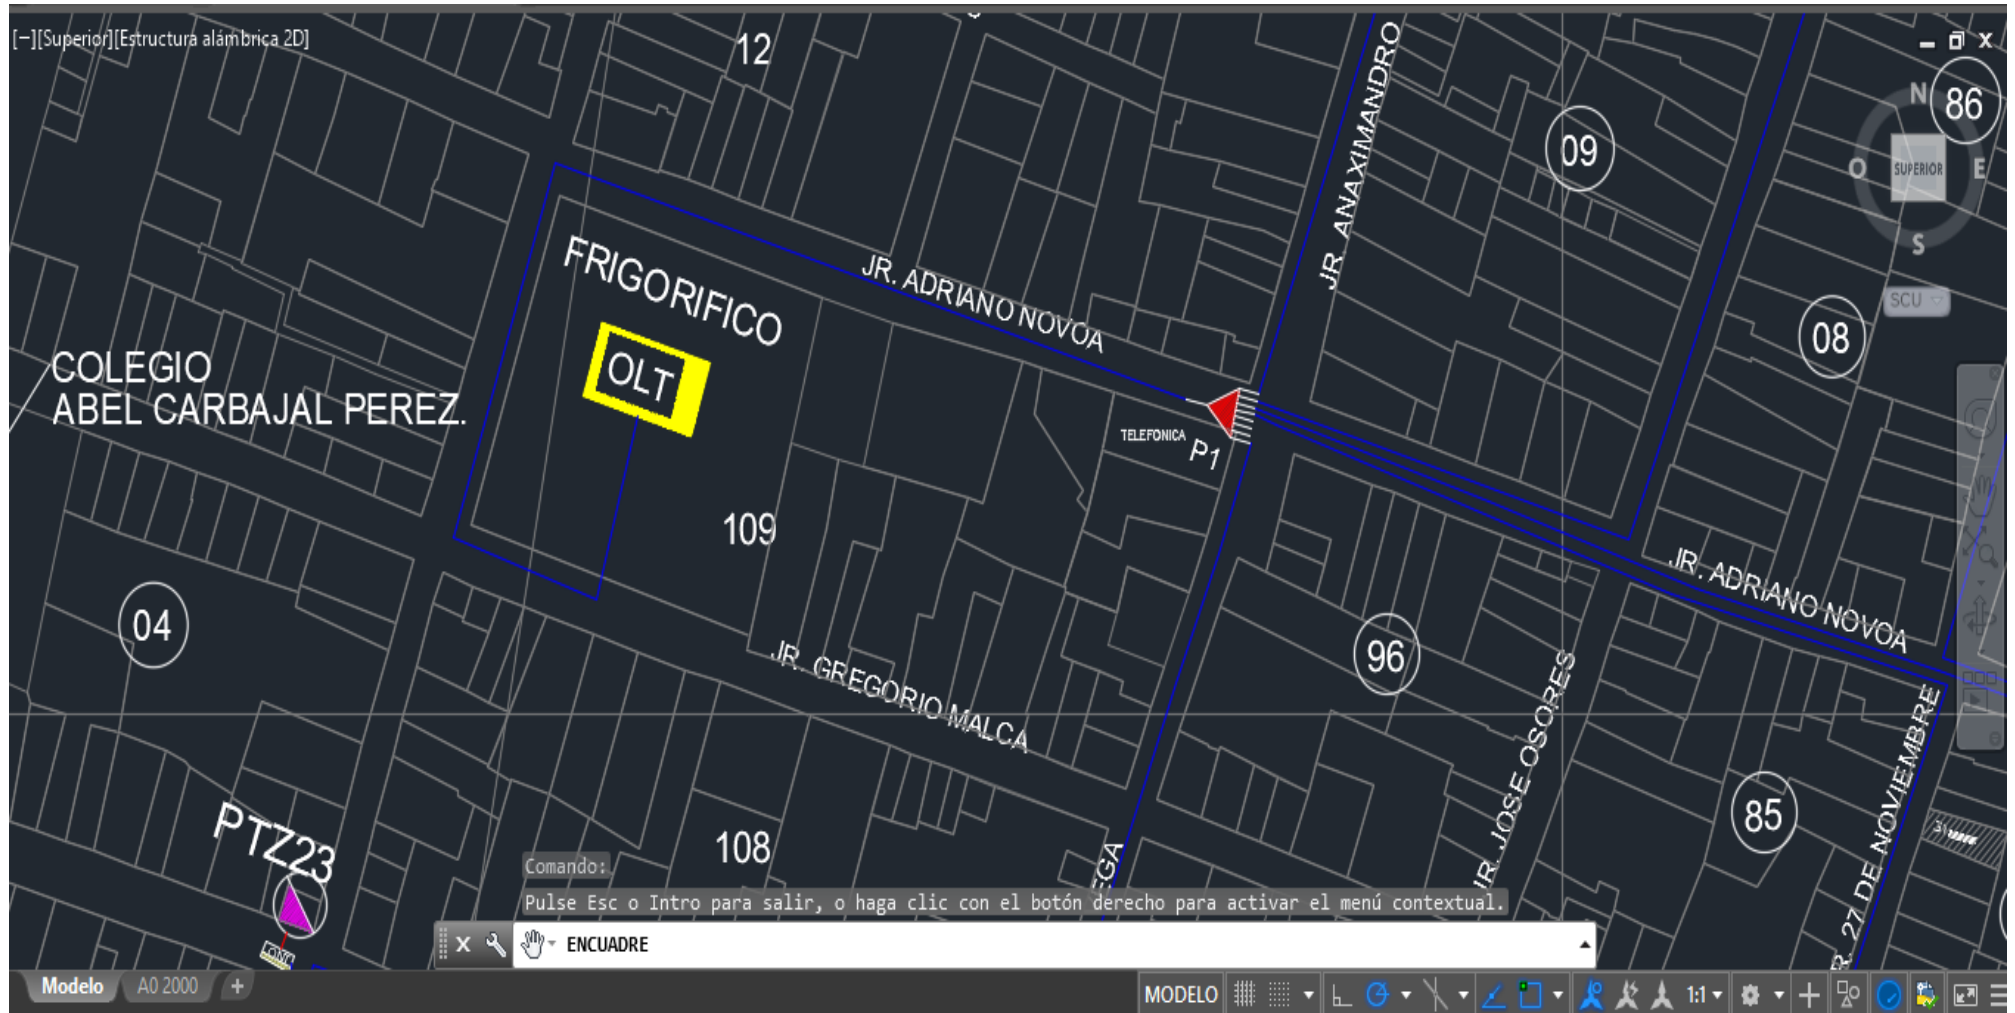 [−][Superior][Estructura alámbrica 2D]
12
JR. ANAXIMANDRO
09
86
N
O
SUPERIOR
E
S
SCU
08
FRIGORIFICO
OLT
JR. ADRIANO NOVOA
COLEGIO
ABEL CARBAJAL PEREZ.
TELEFONICA
P1
109
JR. ADRIANO NOVOA
04
96
JR. GREGORIO MALCA
JR. JOSE OSORES
85
R. 27 DE NOVIEMBRE
PTZ23
108
EGA
Comando:
Pulse Esc o Intro para salir, o haga clic con el botón derecho para activar el menú contextual.
ENCUADRE
Modelo
A0 2000
+
MODELO
1:1